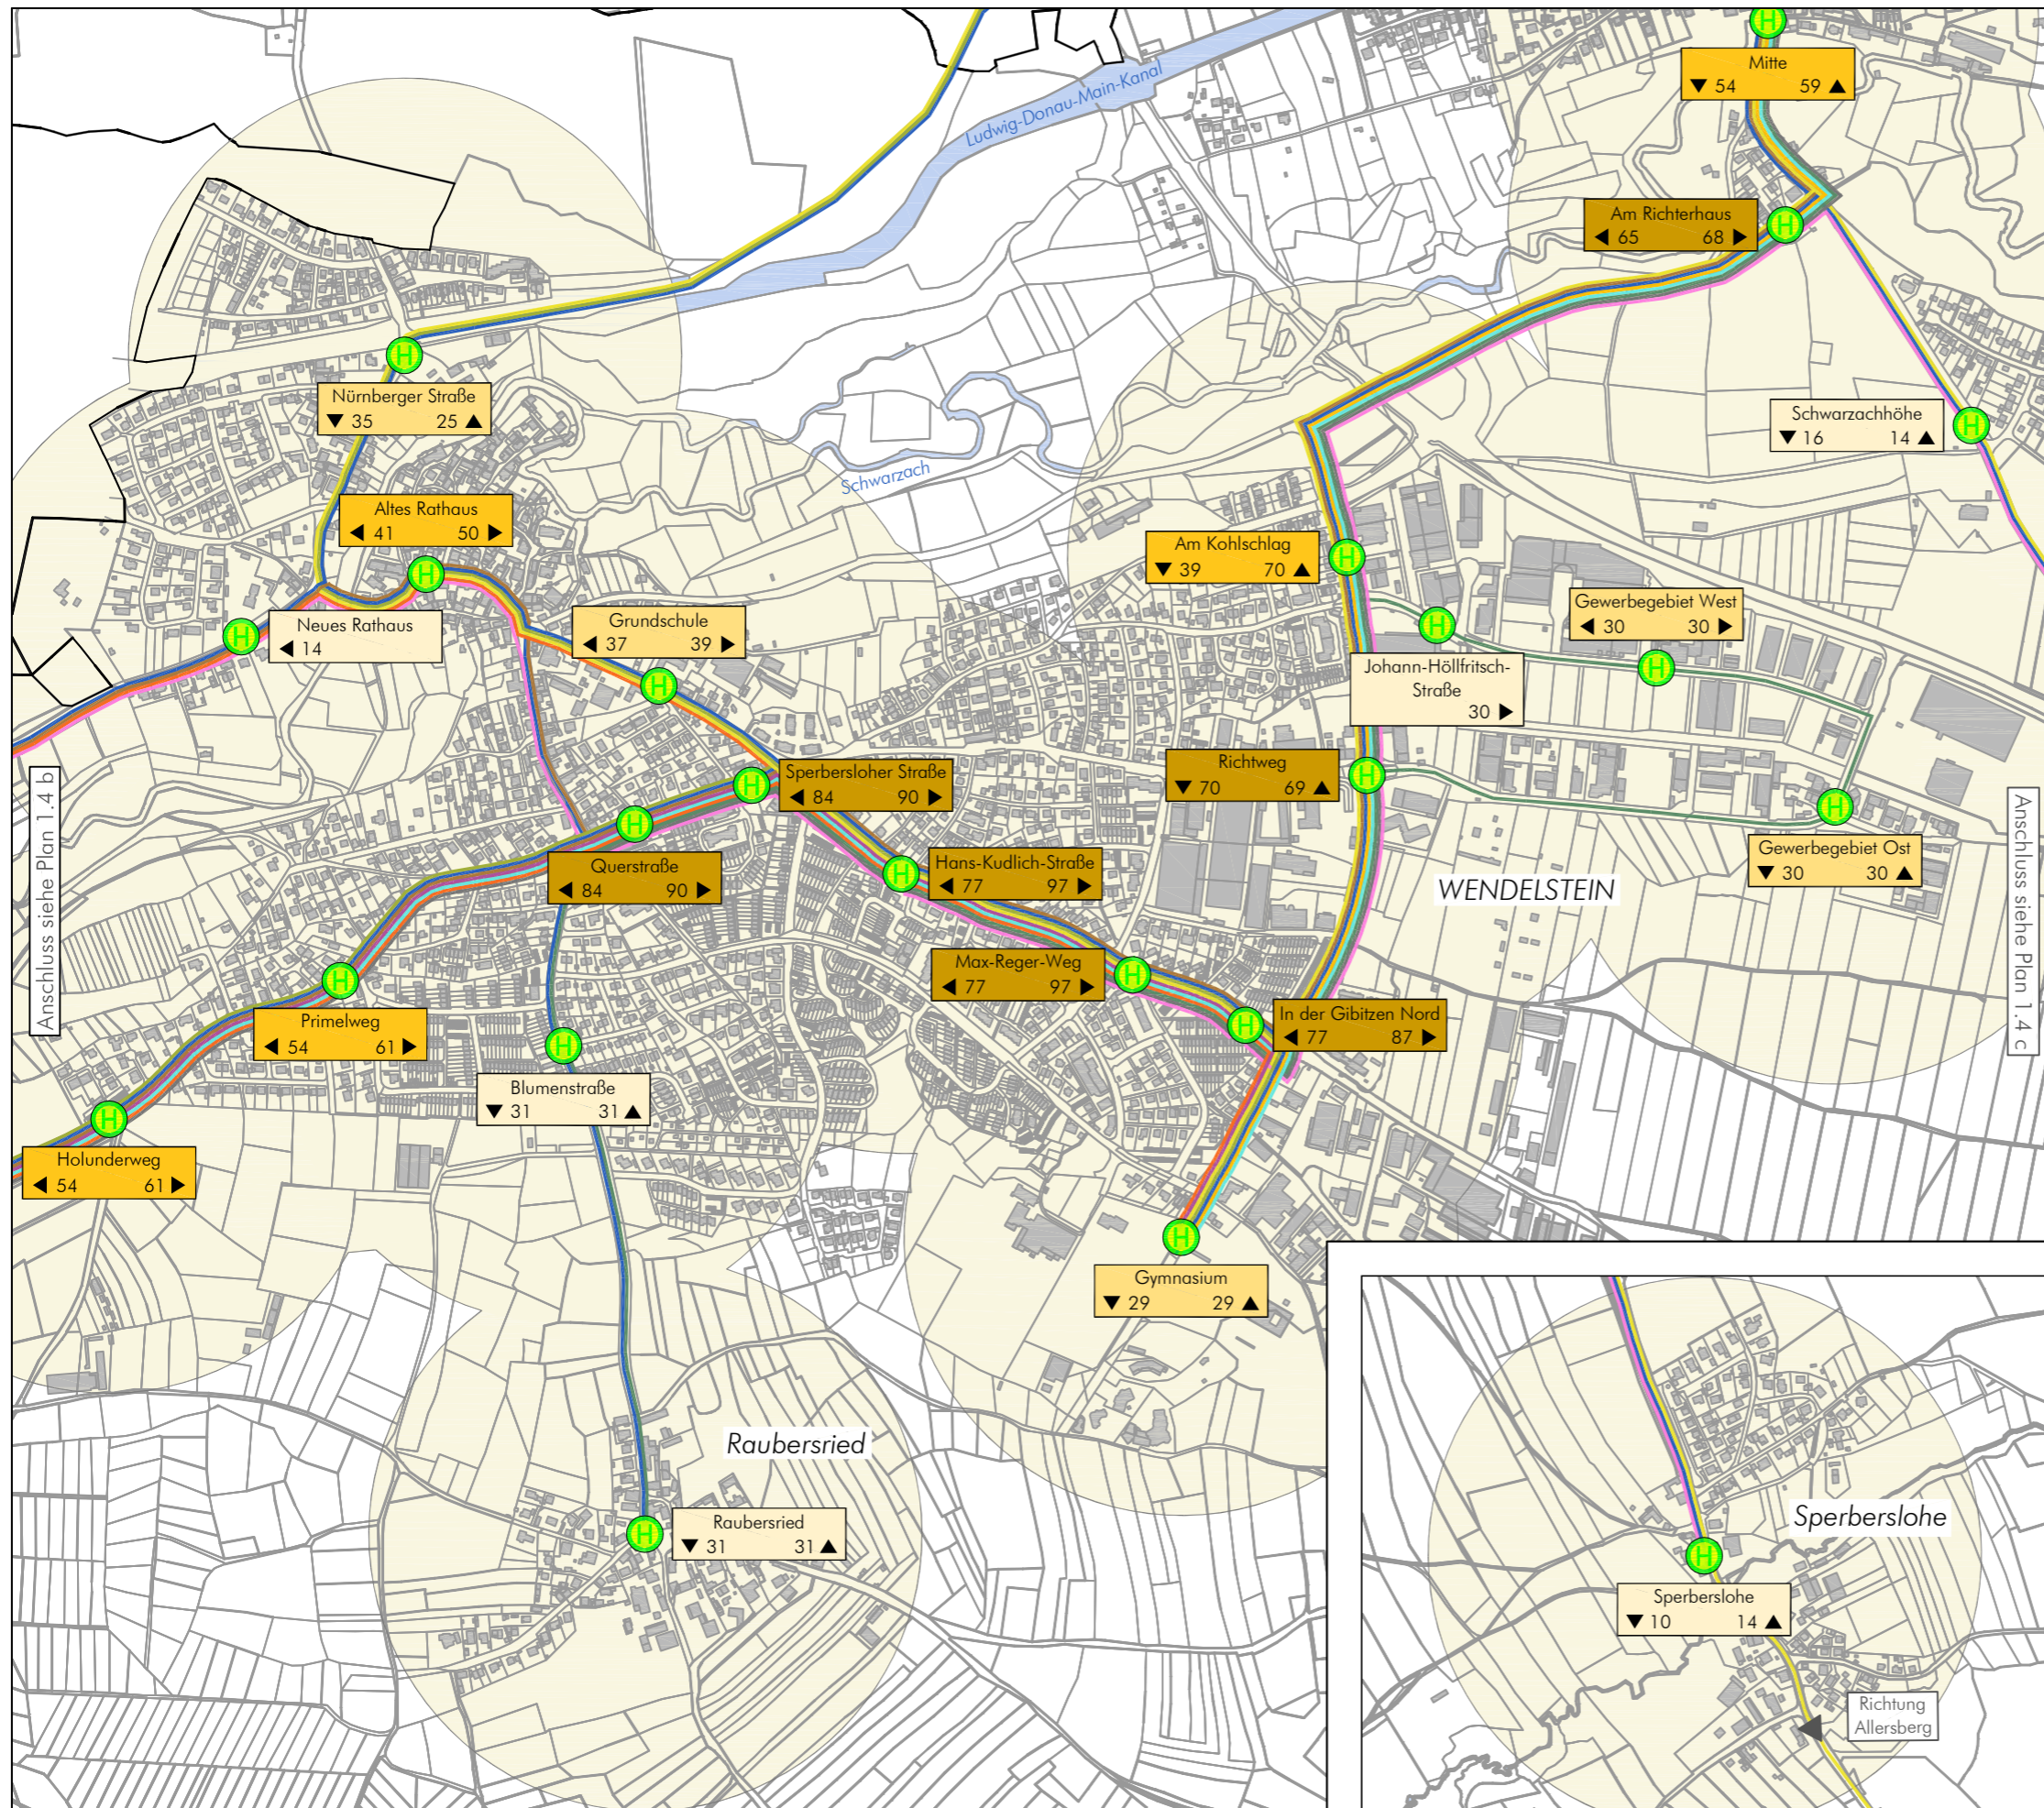 H
Mitte
▼ 54 59 ▲
Ludwig-Donau-Main-Kanal
Am Richterhaus
◀ 65 68 ▶
H
H
Nürnberger Straße
▼ 35 25 ▲
Schwarzachhöhe
▼ 16 14 ▲
H
Schwarzach
Altes Rathaus
◀ 41 50 ▶
H
Am Kohlschlag
▼ 39 70 ▲
H
Neues Rathaus
◀ 14
H
Grundschule
◀ 37 39 ▶
H
Gewerbegebiet West
◀ 30 30 ▶
H
H
Johann-Höllfritsch-
Straße
30 ▶
Sperbersloher Straße
◀ 84 90 ▶
H
Richtweg
▼ 70 69 ▲
H
H
Gewerbegebiet Ost
▼ 30 30 ▲
Querstraße
◀ 84 90 ▶
H
Hans-Kudlich-Straße
◀ 77 97 ▶
H
WENDELSTEIN
Anschluss siehe Plan 1.4 b
Anschluss siehe Plan 1.4 c
Max-Reger-Weg
◀ 77 97 ▶
H
H
Primelweg
◀ 54 61 ▶
H
In der Gibitzen Nord
◀ 77 87 ▶
H
Blumenstraße
▼ 31 31 ▲
H
Holunderweg
◀ 54 61 ▶
H
Gymnasium
▼ 29 29 ▲
Raubersried
H
Raubersried
▼ 31 31 ▲
Sperberslohe
H
Sperberslohe
▼ 10 14 ▲
Richtung
Allersberg